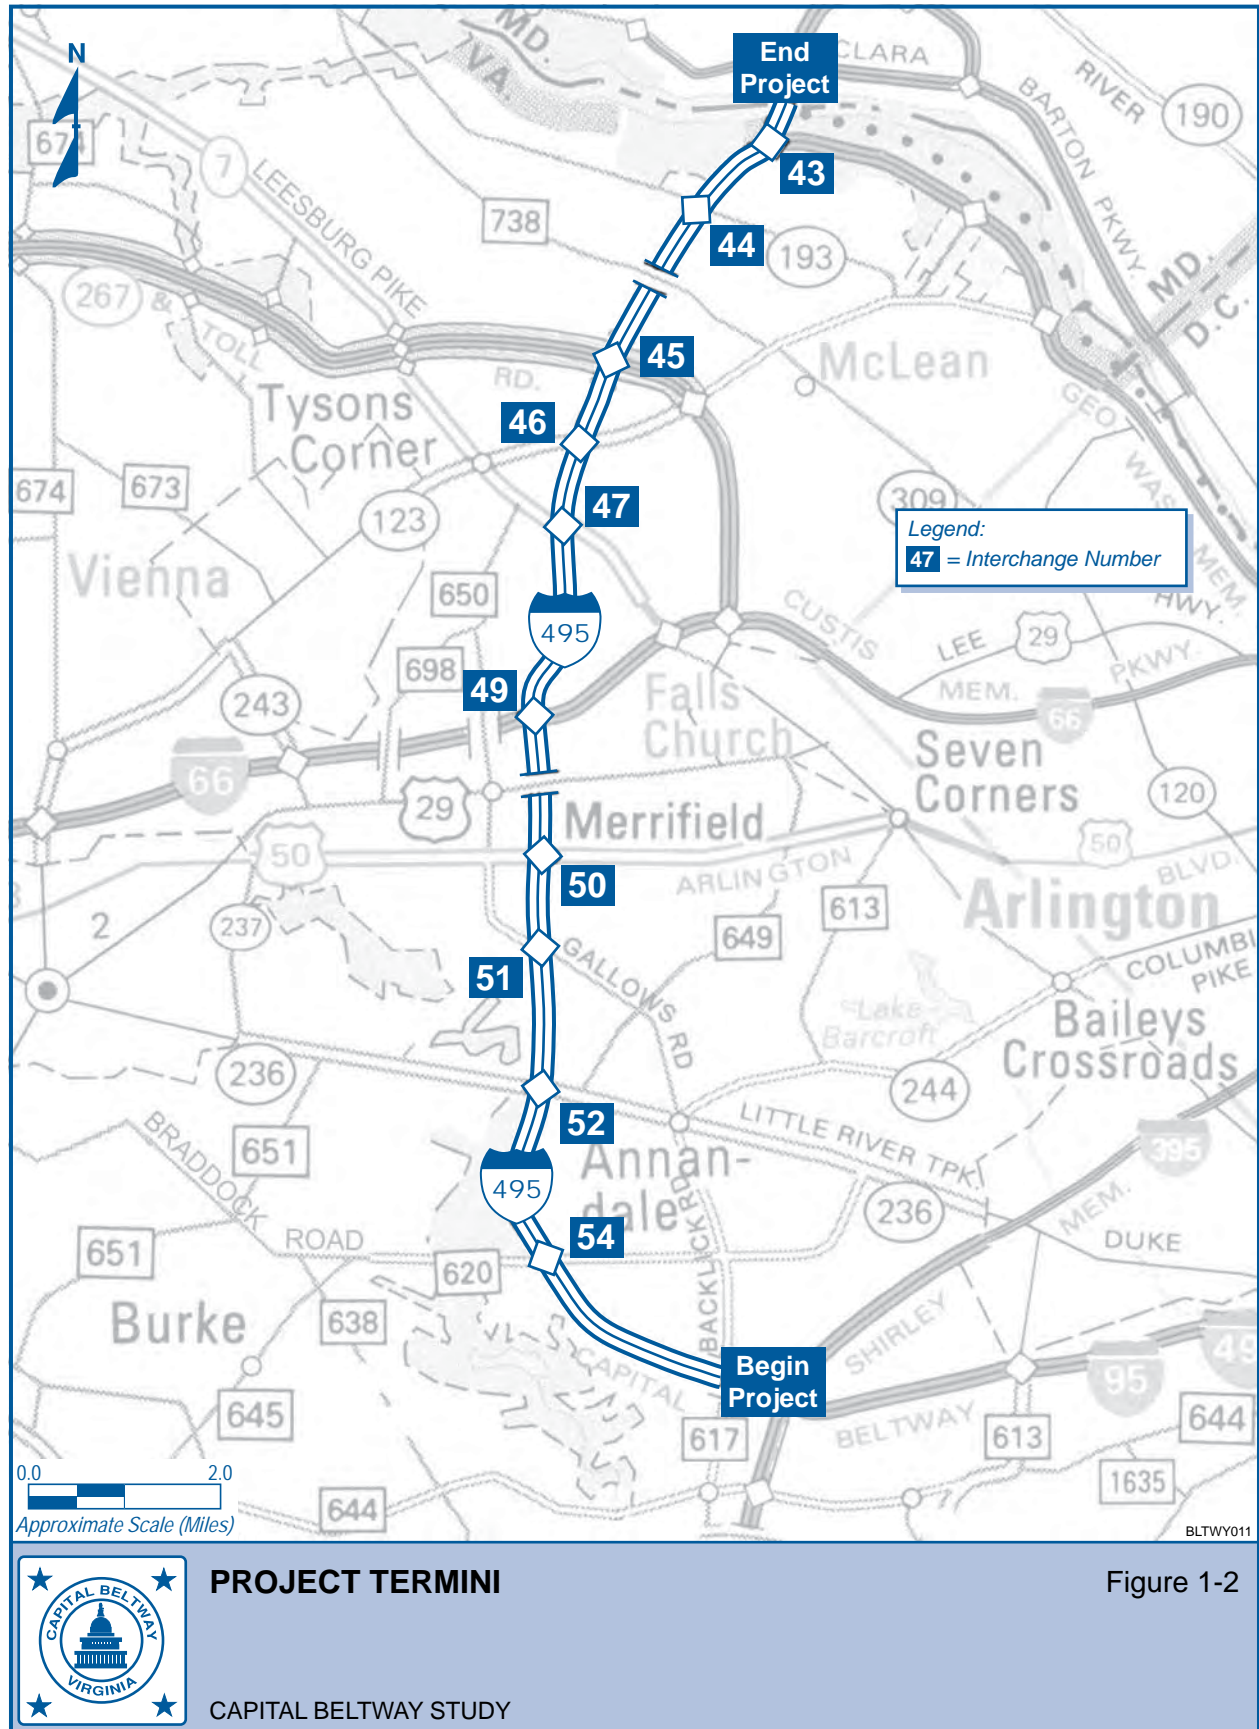 N
MD.
VA.
End
Project
CLARA
BARTON PKWY
RIVER
190
674
7
LEESBURG PIKE
738
43
44
193
MD.
D.C.
267
& TOLL
RD.
45
McLean
Tysons
Corner
46
GEO
WAS
MEM.
HWY.
674
673
123
47
309
Legend:
47 = Interchange Number
Vienna
650
495
CUSTIS
LEE
29
MEM.
PKWY.
66
698
49
243
Falls
Church
66
Seven
Corners
29
Merrifield
120
50
50
ARLINGTON
BLVD.
50
2
237
613
Arlington
649
51
GALLOWS RD
COLUMBI
PIKE
Lake
Barcroft
Baileys
Crossroads
236
244
52
LITTLE RIVER TPK.
BRADDOCK
651
Annan-
dale
395
495
236
MEM.
651
ROAD
54
DUKE
620
BACKLICK RD
Burke
638
SHIRLEY
CAPITAL
Begin
Project
95
49
645
BELTWAY
617
613
644
0.0 2.0
644
1635
Approximate Scale (Miles)
BLTWY011
CAPITAL BELTWAY
VIRGINIA
PROJECT TERMINI
Figure 1-2
CAPITAL BELTWAY STUDY